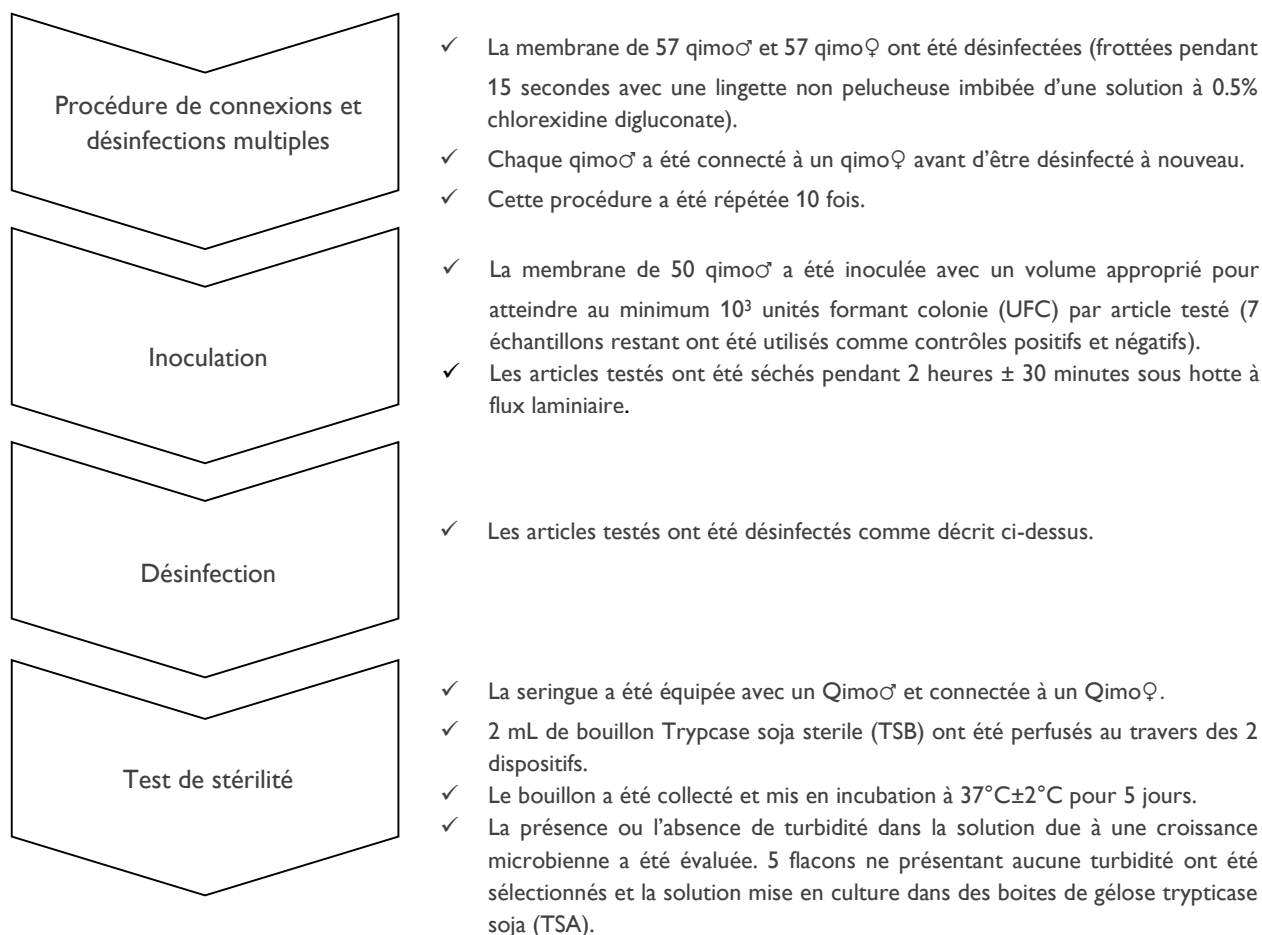 Procédure de connexions et
désinfections multiples
✓ La membrane de 57 qimo♂ et 57 qimo♀ ont été désinfectées (frottées pendant
15 secondes avec une lingette non pelucheuse imbibée d'une solution à 0.5%
chlorexidine digluconate).
✓ Chaque qimo♂ a été connecté à un qimo♀ avant d'être désinfecté à nouveau.
✓ Cette procédure a été répétée 10 fois.
Inoculation
✓ La membrane de 50 qimo♂ a été inoculée avec un volume approprié pour
atteindre au minimum 10³ unités formant colonie (UFC) par article testé (7
échantillons restant ont été utilisés comme contrôles positifs et négatifs).
✓ Les articles testés ont été séchés pendant 2 heures ± 30 minutes sous hotte à
flux laminiaire.
Désinfection
✓ Les articles testés ont été désinfectés comme décrit ci-dessus.
Test de stérilité
✓ La seringue a été équipée avec un Qimo♂ et connectée à un Qimo♀.
✓ 2 mL de bouillon Trypcase soja sterile (TSB) ont été perfusés au travers des 2
dispositifs.
✓ Le bouillon a été collecté et mis en incubation à 37°C±2°C pour 5 jours.
✓ La présence ou l'absence de turbidité dans la solution due à une croissance
microbienne a été évaluée. 5 flacons ne présentant aucune turbidité ont été
sélectionnés et la solution mise en culture dans des boites de gélose trypticase
soja (TSA).